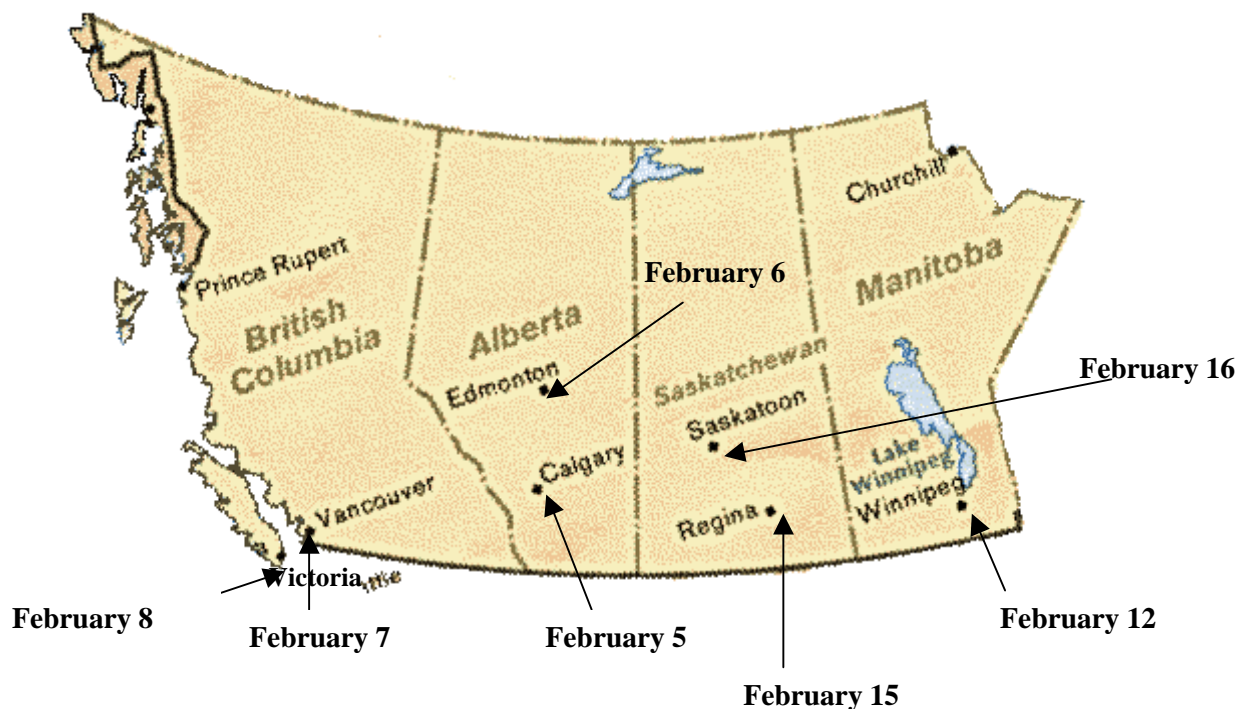 Churchill
Manitoba
Prince Rupert
February 6
British
Columbia
Alberta
Saskatchewan
February 16
Edmonton
Saskatoon
Calgary
Lake
Winnipeg
Winnipeg
Vancouver
Regina
Victoria
February 8
February 7
February 5
February 12
February 15